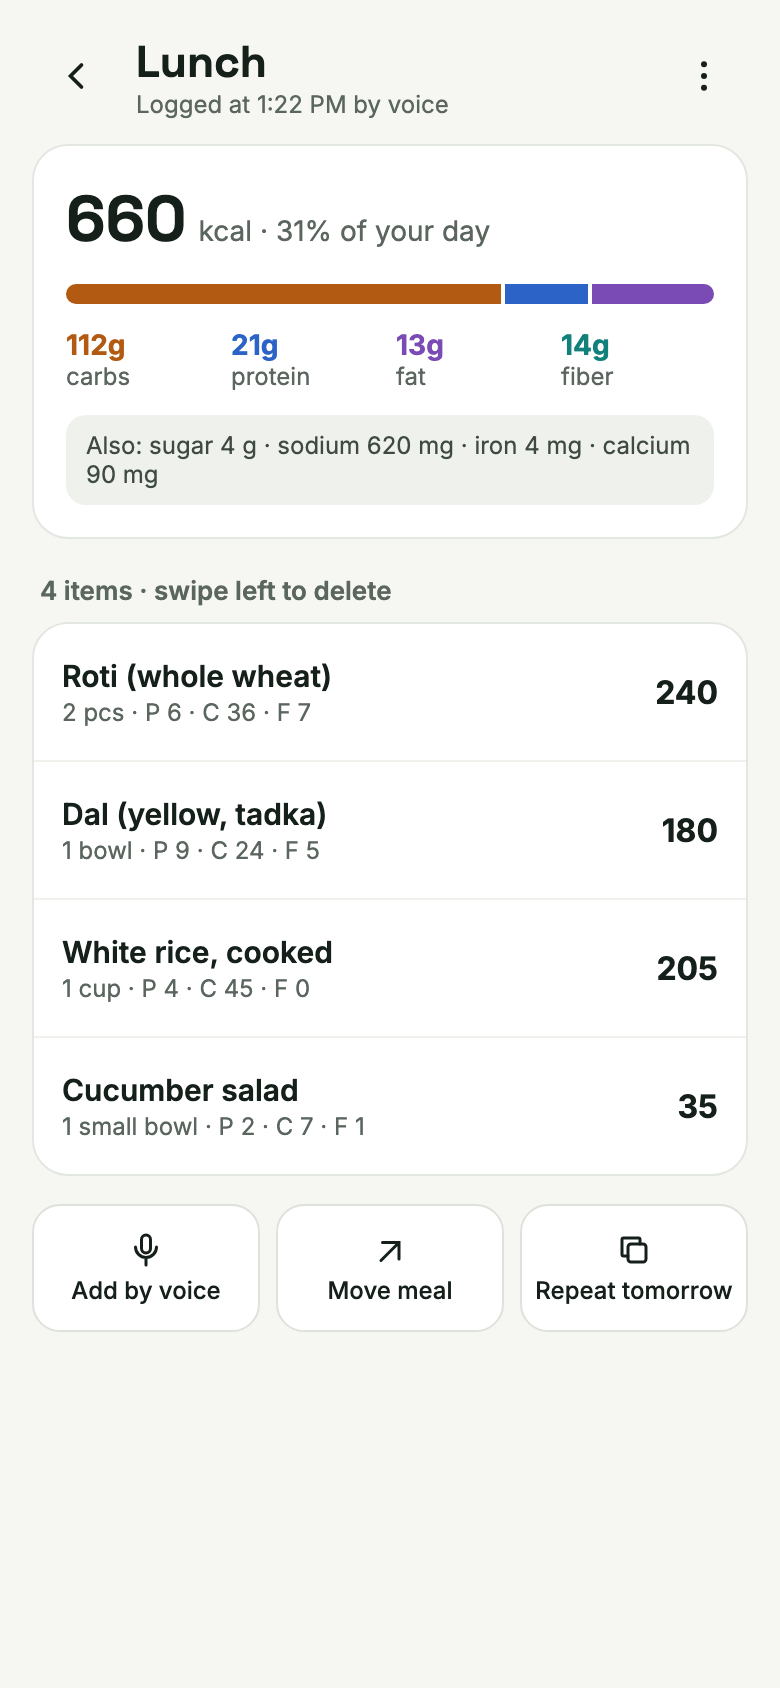 Lunch
Logged at 1:22 PM by voice
660 kcal · 31% of your day
112g
carbs
21g
protein
13g
fat
14g
fiber
Also: sugar 4 g · sodium 620 mg · iron 4 mg · calcium
90 mg
4 items · swipe left to delete
Roti (whole wheat)
2 pcs · P 6 · C 36 · F 7
240
Dal (yellow, tadka)
1 bowl · P 9 · C 24 · F 5
180
White rice, cooked
1 cup · P 4 · C 45 · F 0
205
Cucumber salad
1 small bowl · P 2 · C 7 · F 1
35
Add by voice
Move meal
Repeat tomorrow